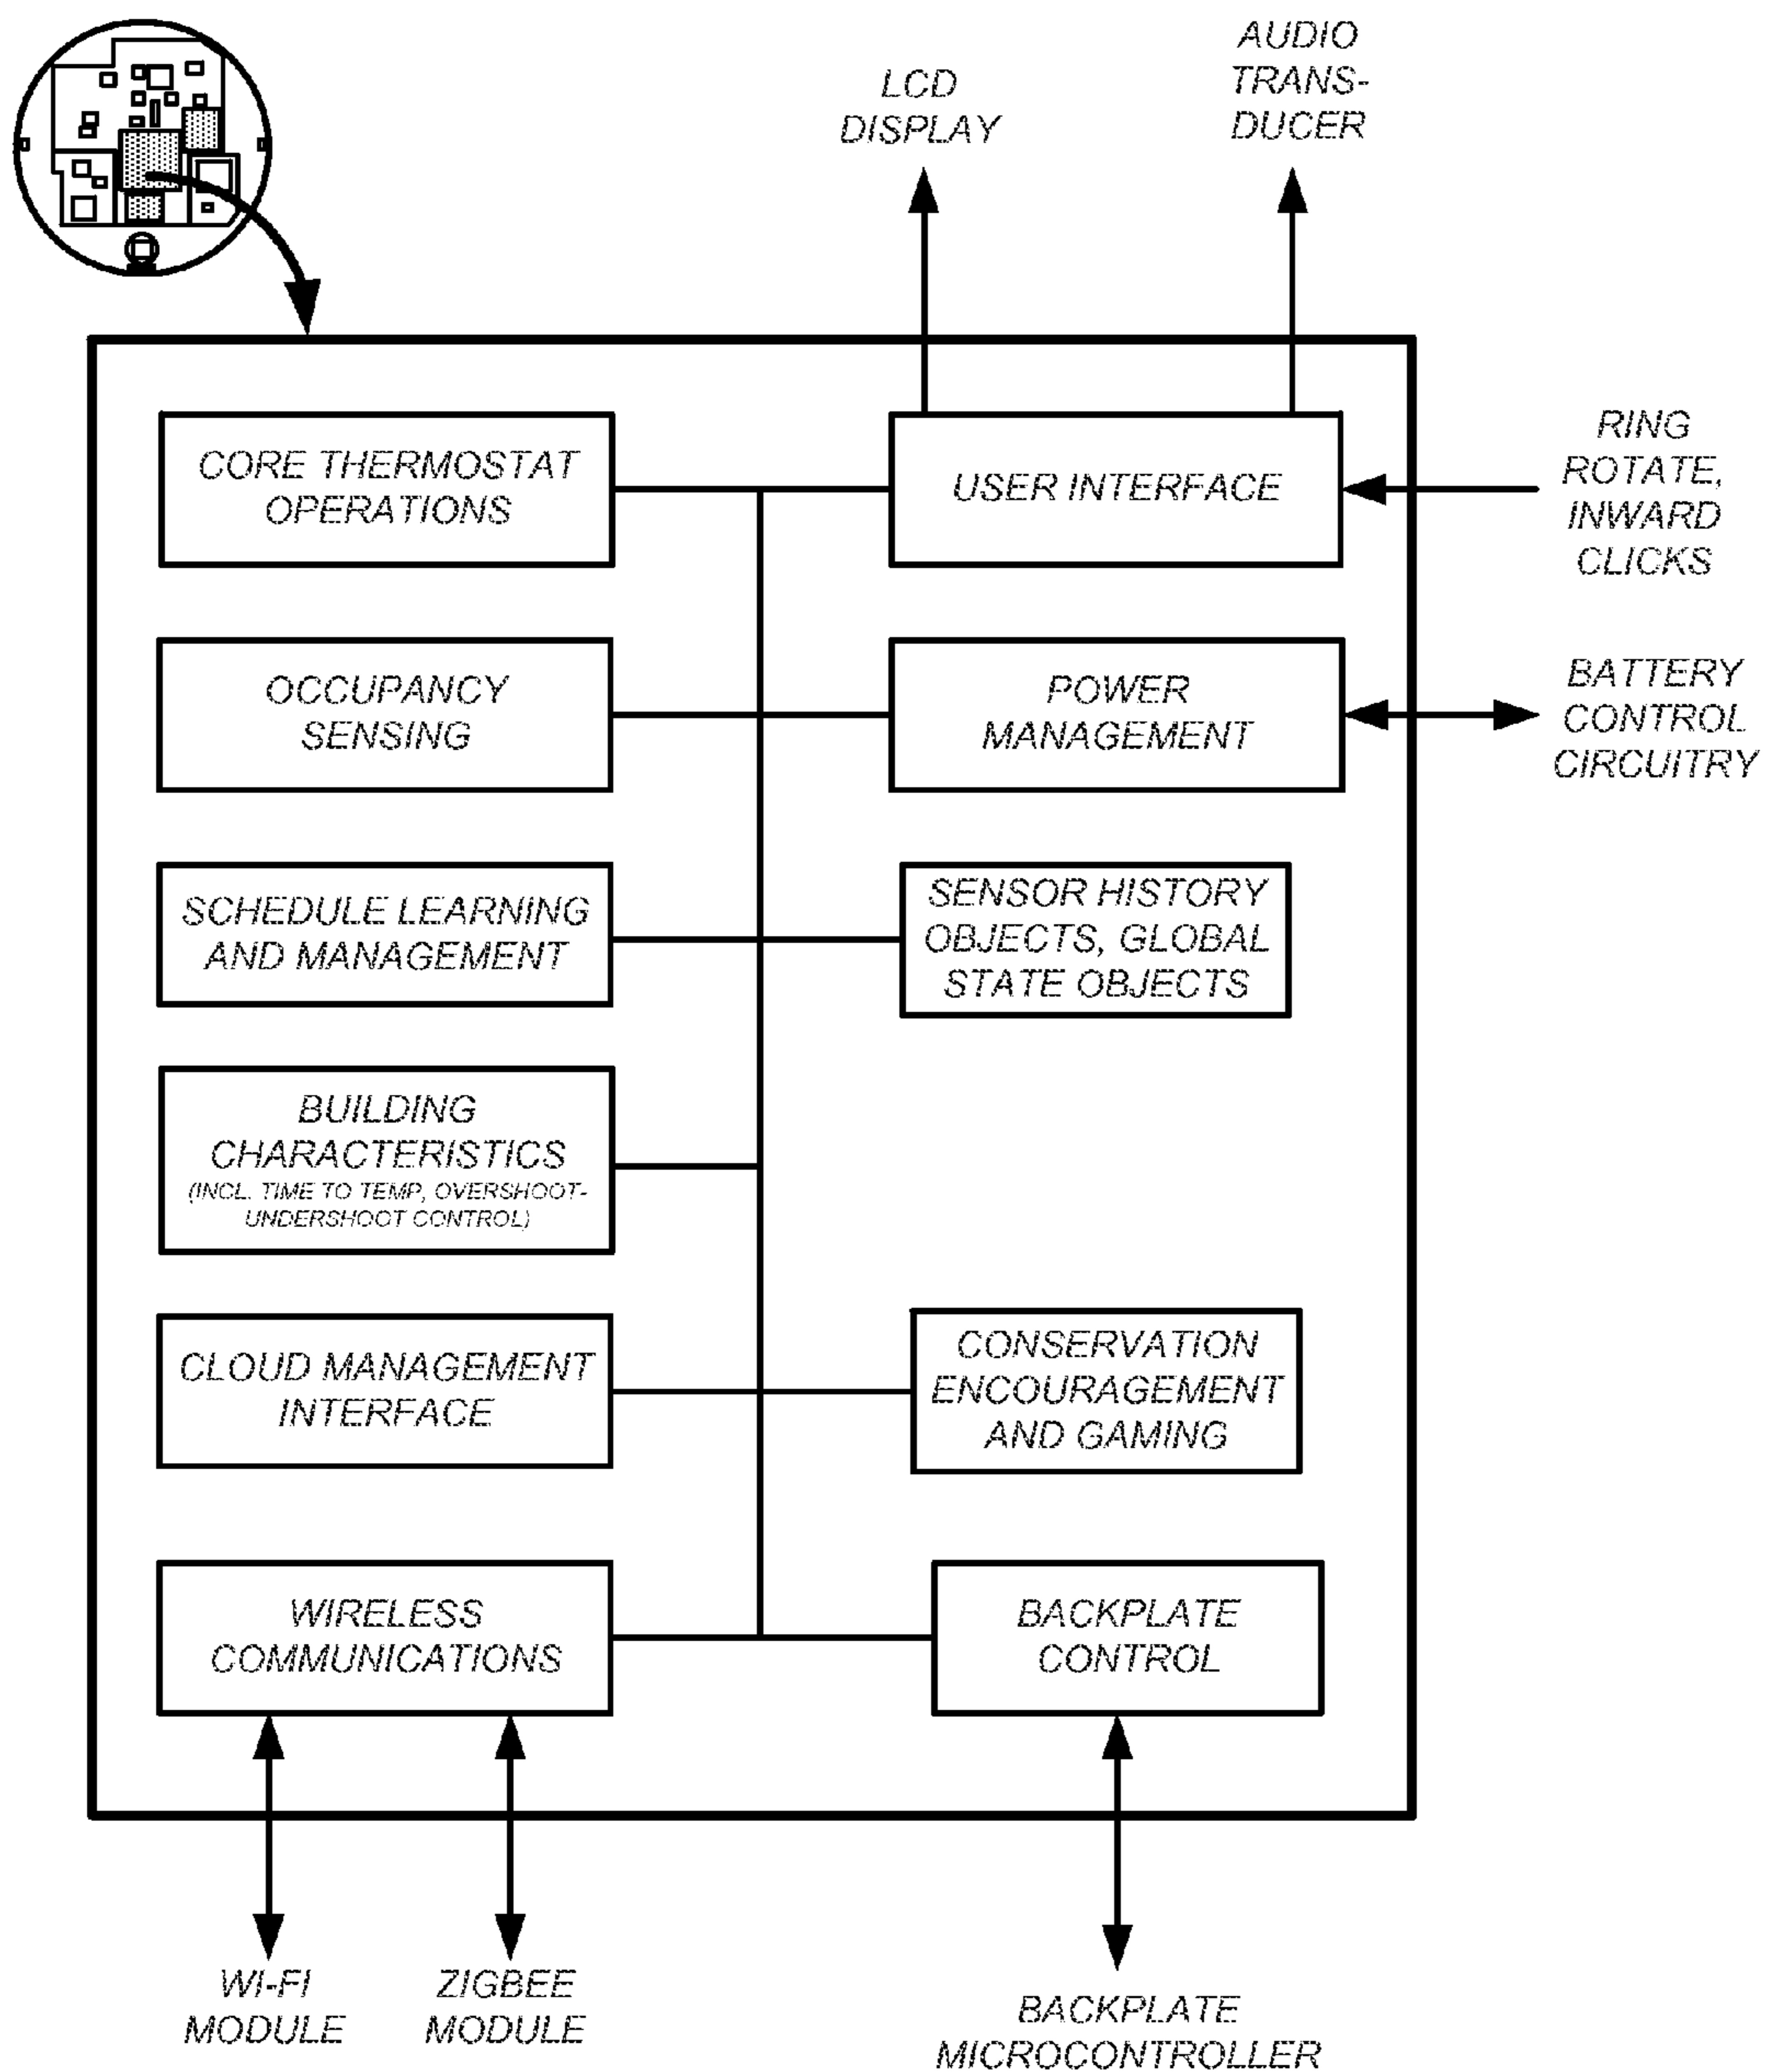 LCD
DISPLAY
AUDIO
TRANS-
DUCER
CORE THERMOSTAT
OPERATIONS
USER INTERFACE
RING
ROTATE,
INWARD
CLICKS
OCCUPANCY
SENSING
POWER
MANAGEMENT
BATTERY
CONTROL
CIRCUITRY
SCHEDULE LEARNING
AND MANAGEMENT
SENSOR HISTORY
OBJECTS, GLOBAL
STATE OBJECTS
BUILDING
CHARACTERISTICS
(INCL. TIME TO TEMP, OVERSHOOT-
UNDERSHOOT CONTROL)
CLOUD MANAGEMENT
INTERFACE
CONSERVATION
ENCOURAGEMENT
AND GAMING
WIRELESS
COMMUNICATIONS
BACKPLATE
CONTROL
WI-FI
MODULE
ZIGBEE
MODULE
BACKPLATE
MICROCONTROLLER